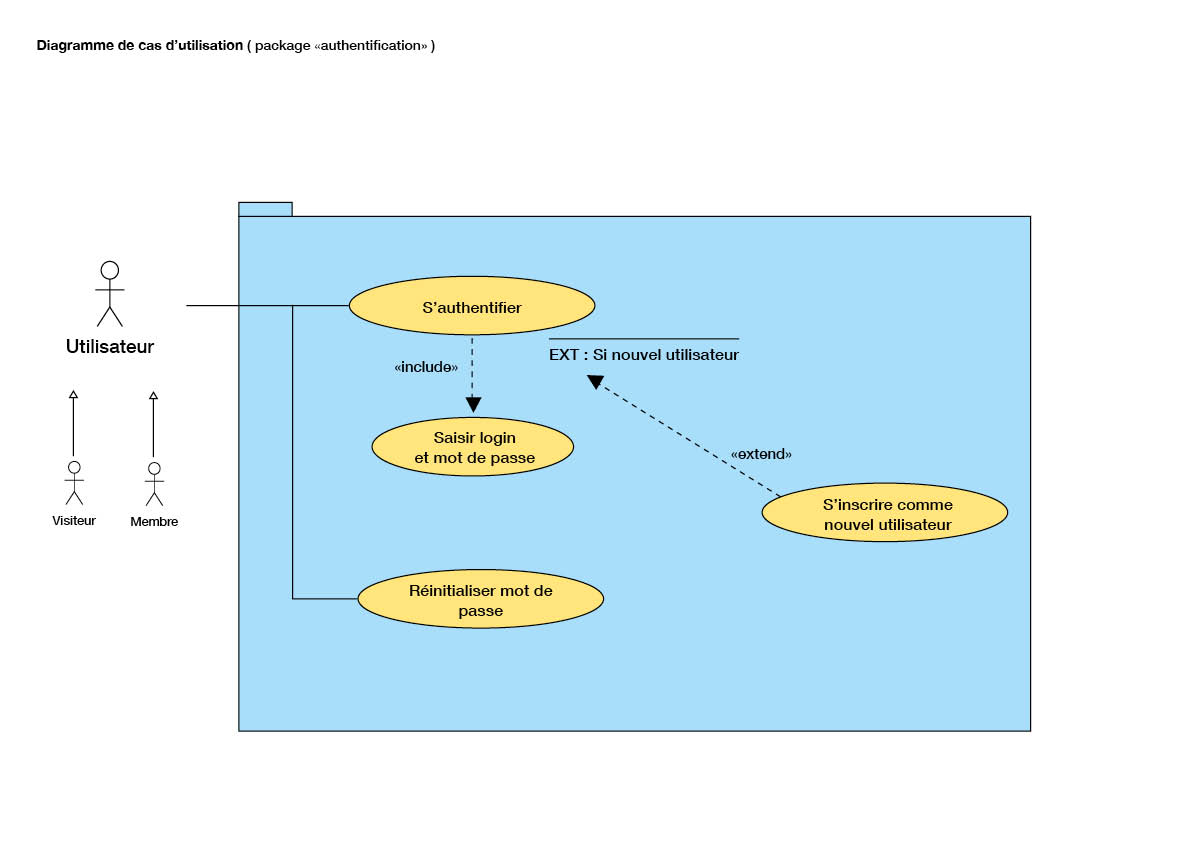 Diagramme de cas d’utilisation ( package «authentification» )
S’authentifier
Utilisateur
EXT : Si nouvel utilisateur
«include»
Saisir login
et mot de passe
«extend»
S’inscrire comme
nouvel utilisateur
Visiteur
Membre
Réinitialiser mot de
passe